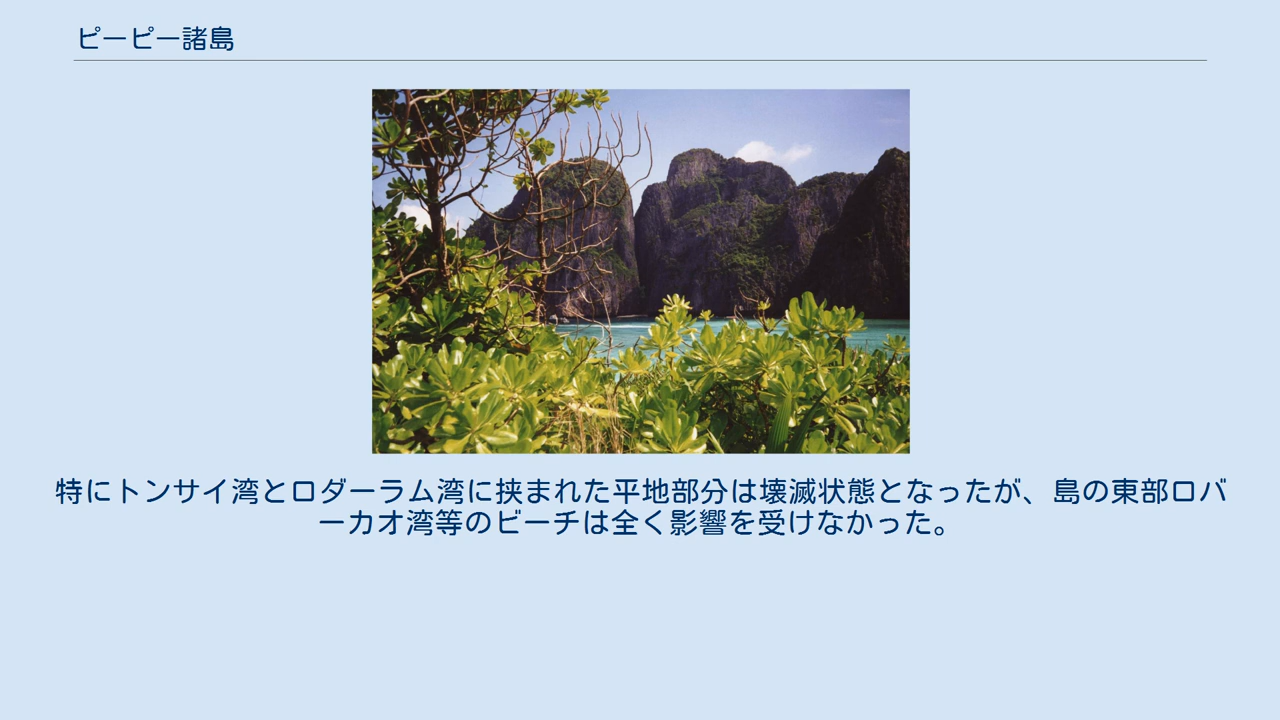 ピーピー諸島
特にトンサイ湾とロダーラム湾に挟まれた平地部分は壊滅状態となったが、島の東部ロバ
ーカオ湾等のビーチは全く影響を受けなかった。